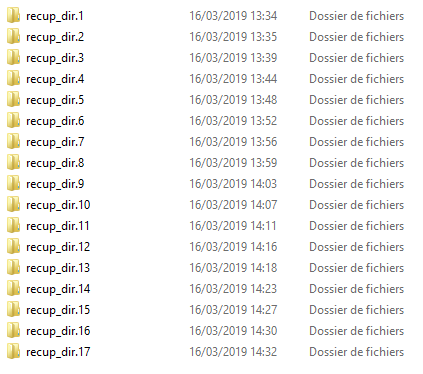 recup_dir.1 16/03/2019 13:34 Dossier de fichiers
recup_dir.2 16/03/2019 13:35 Dossier de fichiers
recup_dir.3 16/03/2019 13:39 Dossier de fichiers
recup_dir.4 16/03/2019 13:44 Dossier de fichiers
recup_dir.5 16/03/2019 13:48 Dossier de fichiers
recup_dir.6 16/03/2019 13:52 Dossier de fichiers
recup_dir.7 16/03/2019 13:56 Dossier de fichiers
recup_dir.8 16/03/2019 13:59 Dossier de fichiers
recup_dir.9 16/03/2019 14:03 Dossier de fichiers
recup_dir.10 16/03/2019 14:07 Dossier de fichiers
recup_dir.11 16/03/2019 14:11 Dossier de fichiers
recup_dir.12 16/03/2019 14:16 Dossier de fichiers
recup_dir.13 16/03/2019 14:18 Dossier de fichiers
recup_dir.14 16/03/2019 14:23 Dossier de fichiers
recup_dir.15 16/03/2019 14:27 Dossier de fichiers
recup_dir.16 16/03/2019 14:30 Dossier de fichiers
recup_dir.17 16/03/2019 14:32 Dossier de fichiers